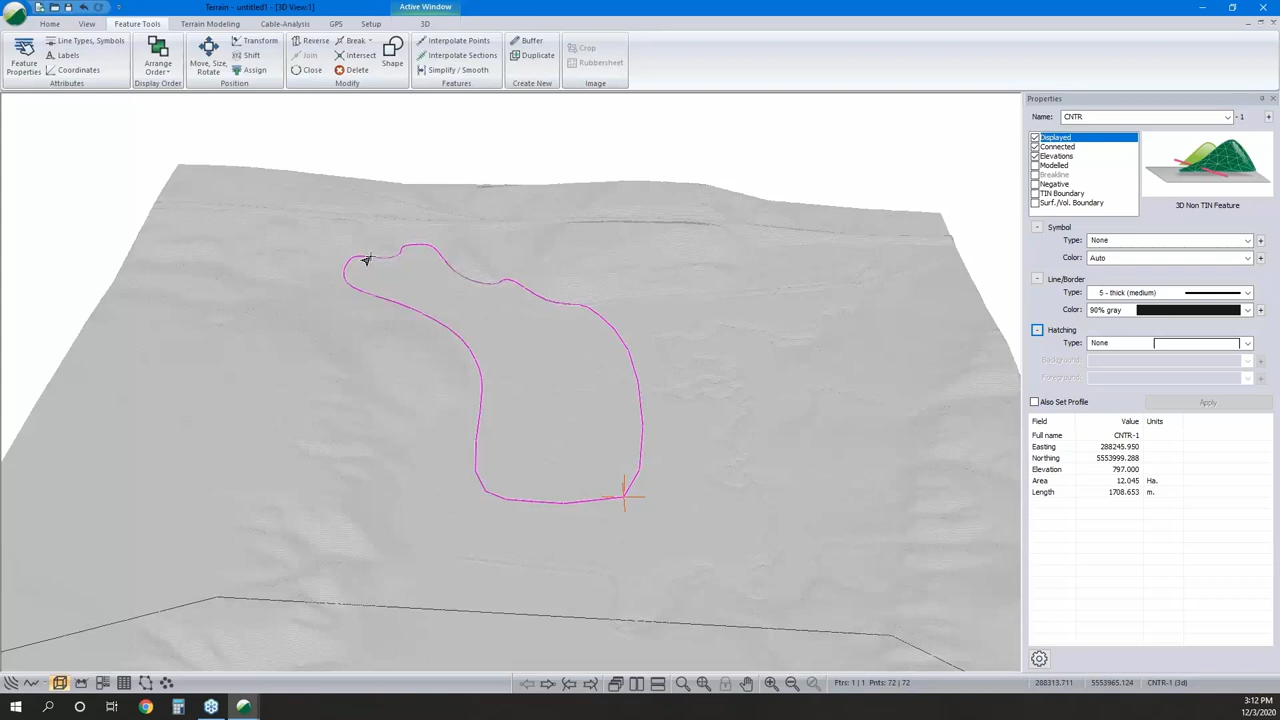 Terrain - untitled1 - [3D View:1]
Active Window
Home View Feature Tools Terrain Modeling Cable-Analysis GPS Setup 3D
Feature Properties
Line Types, Symbols
Labels
Coordinates
Attributes
Arrange Order
Display Order
Move, Size, Rotate
Transform
Shift
Assign
Position
Reverse
Join
Close
Break
Intersect
Delete
Shape
Modify
Interpolate Points
Interpolate Sections
Simplify / Smooth
Features
Buffer
Duplicate
Create New
Crop
Rubbersheet
Image
Properties
Name: CNTR - 1
Displayed
Connected
Elevations
Modelled
Breakline
Negative
TIN Boundary
Surf./Vol. Boundary
3D Non TIN Feature
Symbol
Type: None
Color: Auto
Line/Border
Type: 5 - thick (medium)
Color: 90% gray
Hatching
Type: None
Background:
Foreground:
Also Set Profile
Apply
Field Value Units
Full name CNTR-1
Easting 288245.950
Northing 5553999.288
Elevation 797.000
Area 12.045 Ha.
Length 1708.653 m.
Ftrs: 1 | 1 Pnts: 72 | 72
288313.711 5553965.124 CNTR-1 (3d)
3:12 PM
12/3/2020